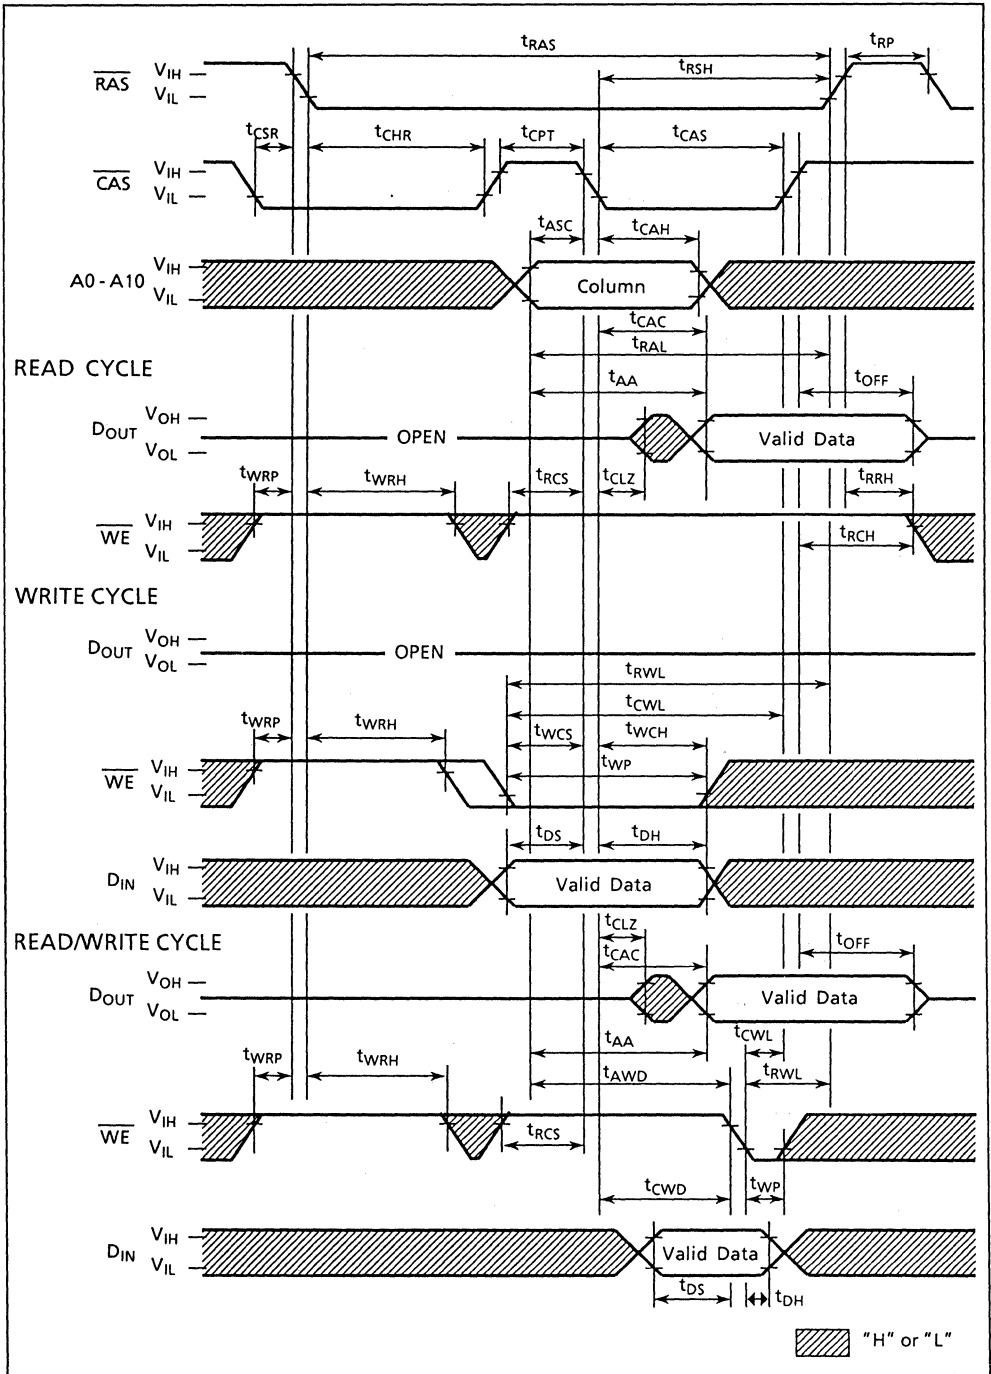 tRAS tRP
RAS VIH tRSH
VIL
tCSR tCHR tCPT tCAS
CAS VIH
VIL
tASC tCAH
A0 - A10 VIH Column
VIL
tCAC
tRAL
READ CYCLE
tAA tOFF
DOUT VOH OPEN Valid Data
VOL
tWRP tWRH tRCS tCLZ tRRH
WE VIH
VIL tRCH
WRITE CYCLE
DOUT VOH OPEN
VOL
tRWL
tCWL
tWRP tWRH tWCS tWCH
tWP
WE VIH
VIL
tDS tDH
DIN VIH Valid Data
VIL
tCLZ
READ/WRITE CYCLE tOFF
tCAC
DOUT VOH Valid Data
VOL
tAA tCWL
tWRP tWRH tAWD tRWL
WE VIH
VIL tRCS
tCWD tWP
DIN VIH Valid Data
VIL
tDS tDH
"H" or "L"